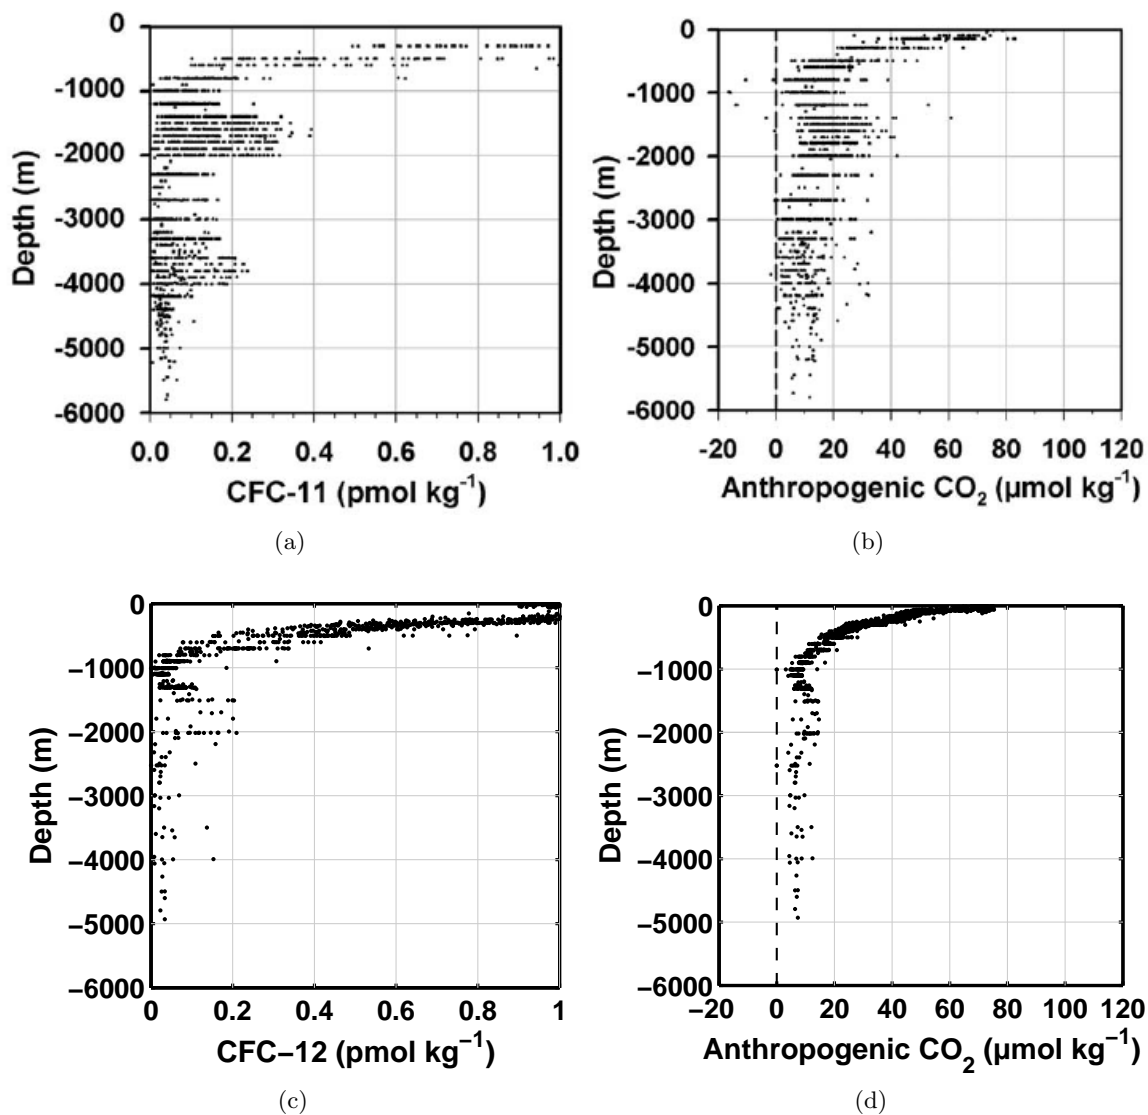 0
-1000
-2000
-3000
-4000
-5000
-6000
Depth (m)
0.0 0.2 0.4 0.6 0.8 1.0
CFC-11 (pmol kg⁻¹)
(a)
0
-1000
-2000
-3000
-4000
-5000
-6000
Depth (m)
-20 0 20 40 60 80 100 120
Anthropogenic CO₂ (µmol kg⁻¹)
(b)
0
−1000
−2000
−3000
−4000
−5000
−6000
Depth (m)
0 0.2 0.4 0.6 0.8 1
CFC−12 (pmol kg⁻¹)
(c)
0
−1000
−2000
−3000
−4000
−5000
−6000
Depth (m)
−20 0 20 40 60 80 100 120
Anthropogenic CO₂ (µmol kg⁻¹)
(d)